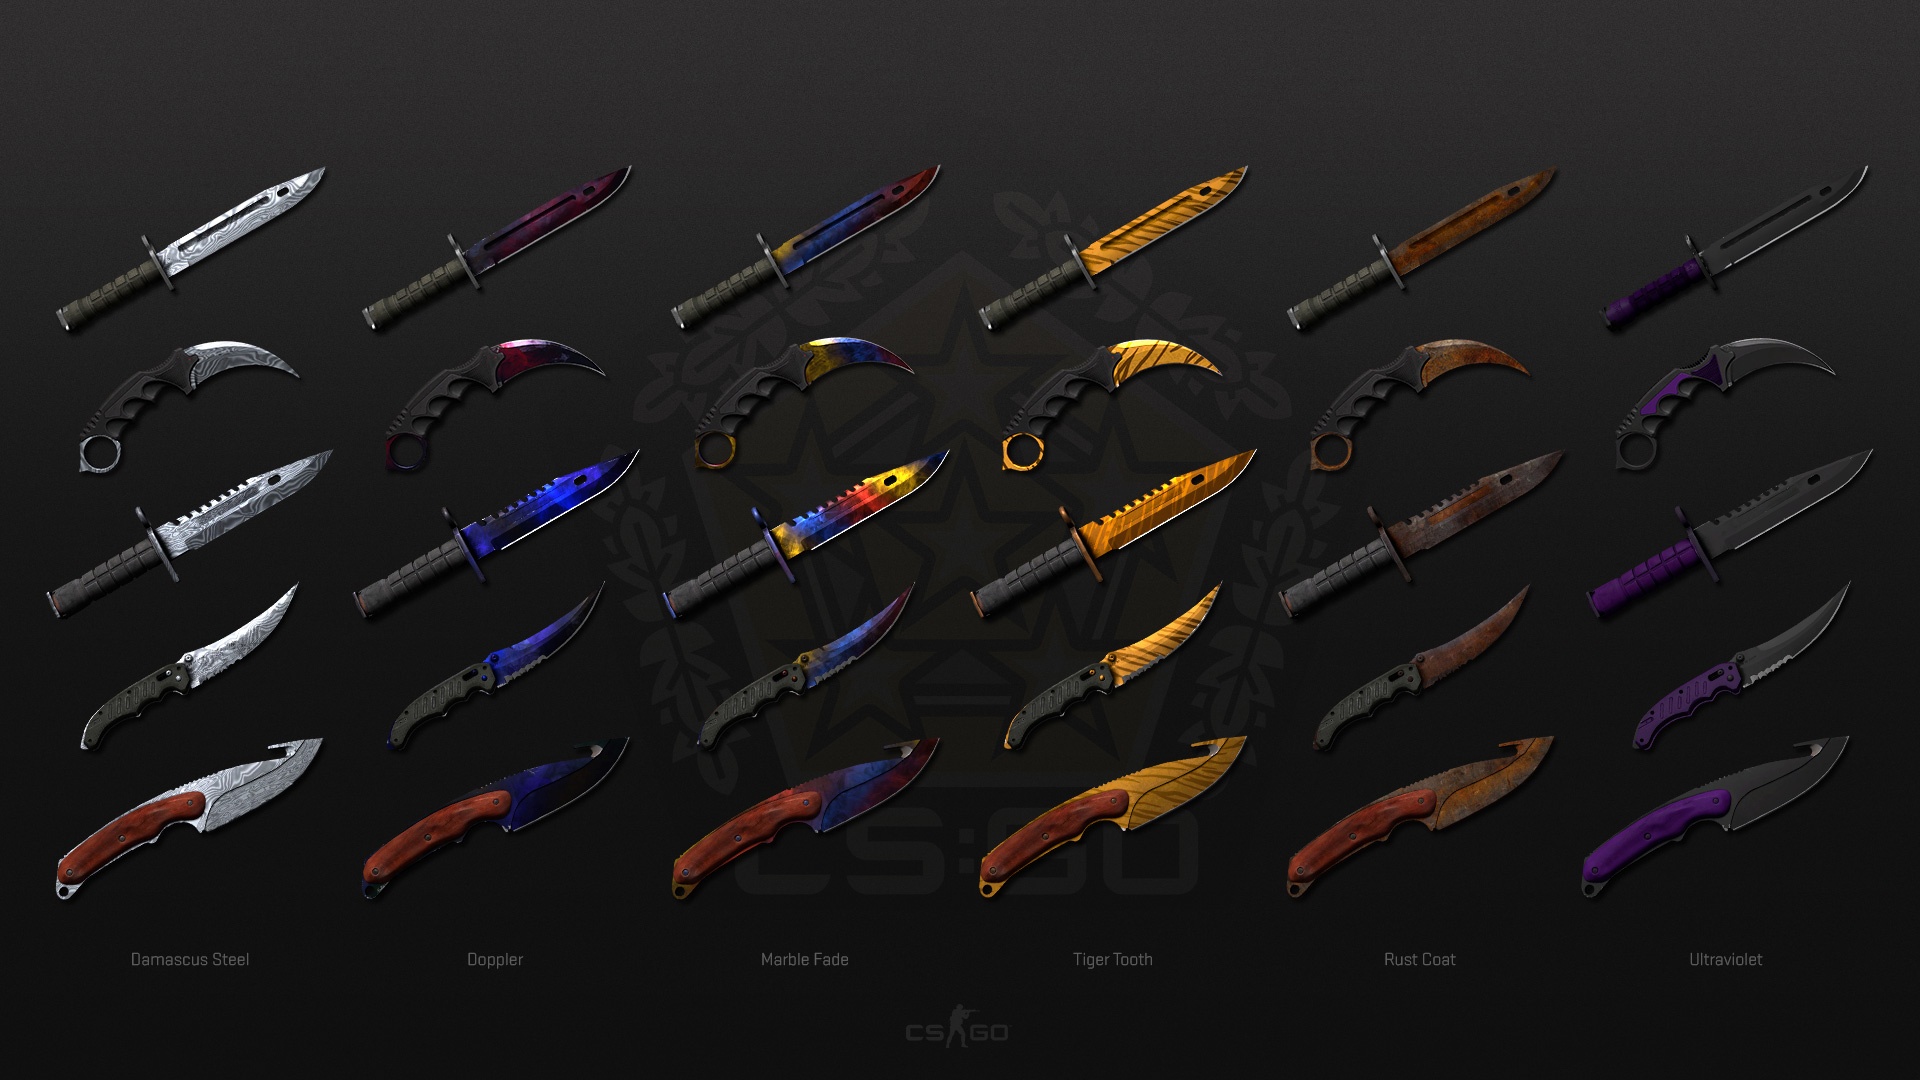 CS:GO
Damascus Steel
Doppler
Marble Fade
Tiger Tooth
Rust Coat
Ultraviolet
CS GO